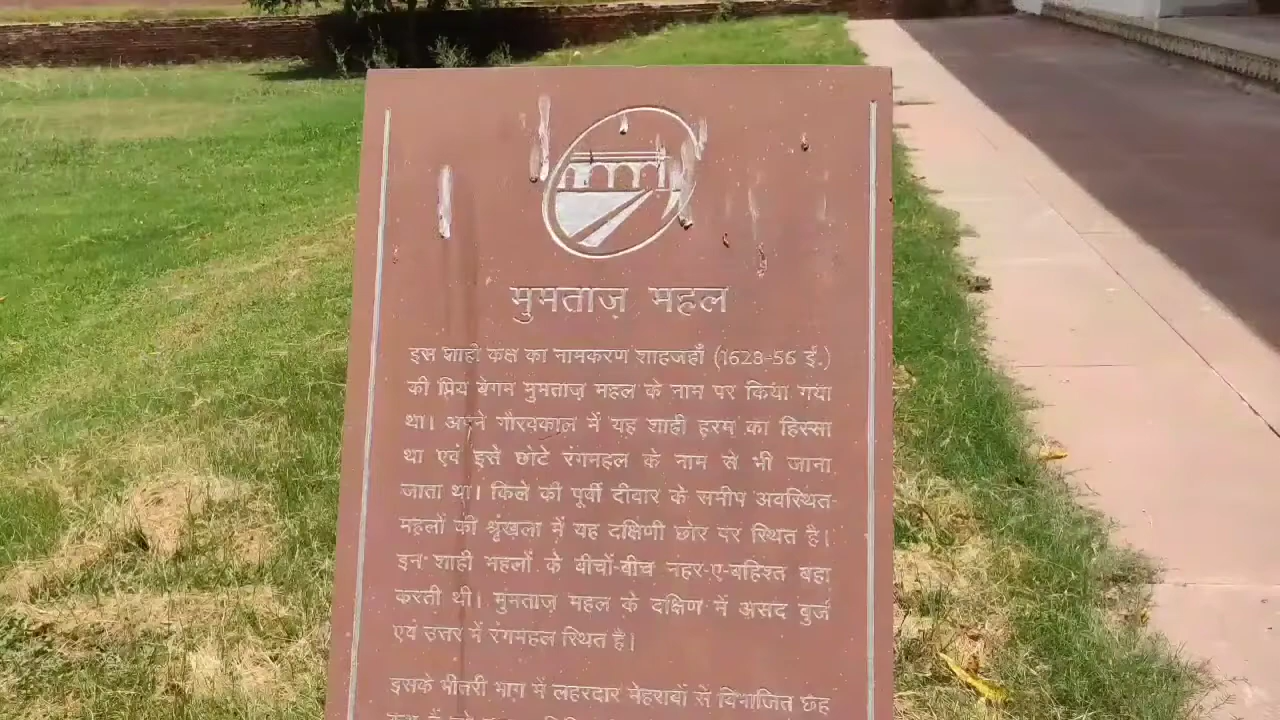 मुमताज़ महल
इस शाही कक्ष का नामकरण शाहजहाँ (1628-56 ई.)
की प्रिय बेगम मुमताज़ महल के नाम पर किया गया
था। अपने गौरवकाल में यह शाही हरम का हिस्सा
था एवं इसे छोटे रंगमहल के नाम से भी जाना
जाता था। किले की पूर्वी दीवार के समीप अवस्थित
महलों की श्रृंखला में यह दक्षिणी छोर पर स्थित है।
इन शाही महलों के बीचों-बीच नहर-ए-बहिश्त बहा
करती थी। मुमताज़ महल के दक्षिण में असद बुर्ज
एवं उत्तर में रंगमहल स्थित है।
इसके भीतरी भाग में लहरदार मेहराबों से विभाजित छह